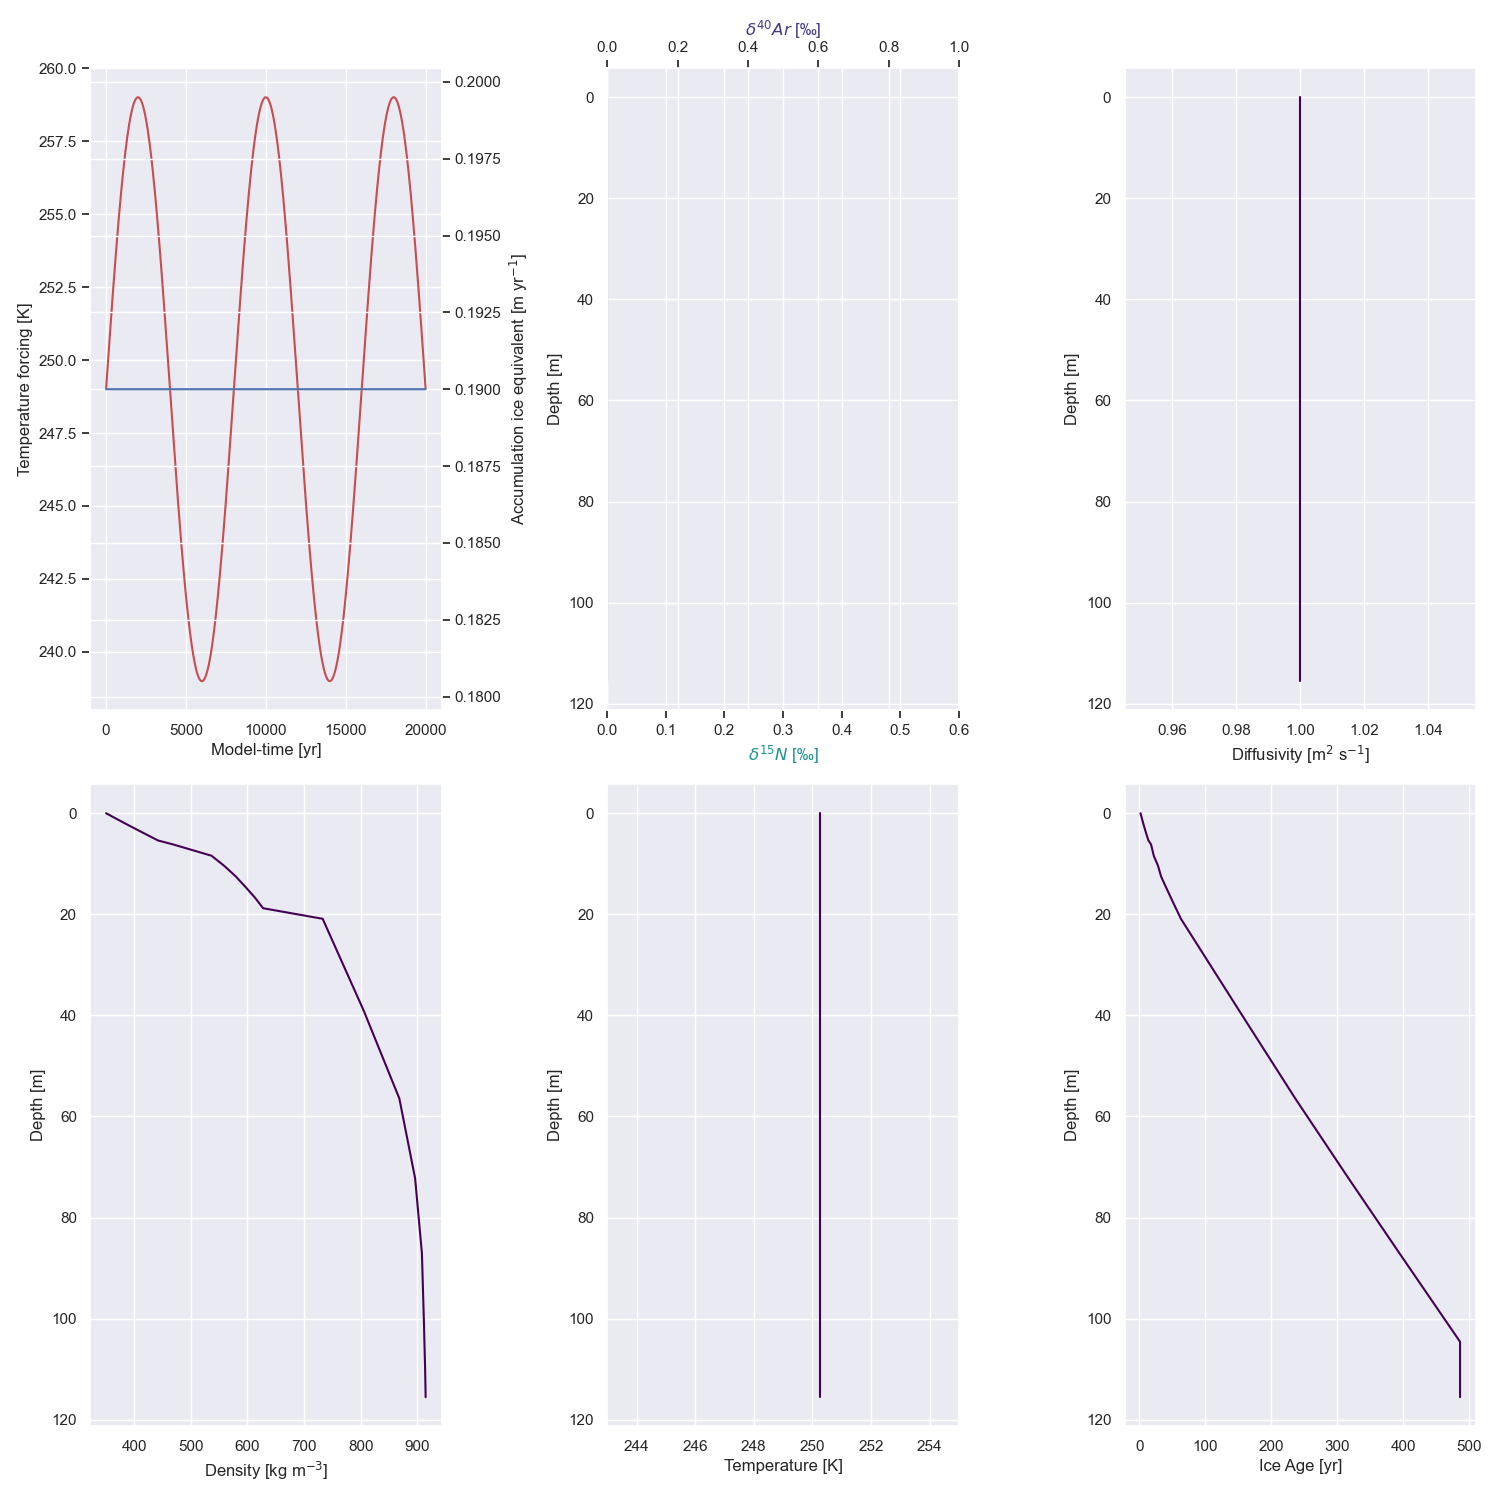 δ⁴⁰Ar [‰]
0.0 0.2 0.4 0.6 0.8 1.0
260.0
257.5
255.0
252.5
250.0
247.5
245.0
242.5
240.0
Temperature forcing [K]
0.2000
0.1975
0.1950
0.1925
0.1900
0.1875
0.1850
0.1825
0.1800
Accumulation ice equivalent [m yr⁻¹]
0 5000 10000 15000 20000
Model-time [yr]
0
20
40
60
80
100
120
Depth [m]
0.0 0.1 0.2 0.3 0.4 0.5 0.6
δ¹⁵N [‰]
0
20
40
60
80
100
120
Depth [m]
0.96 0.98 1.00 1.02 1.04
Diffusivity [m² s⁻¹]
0
20
40
60
80
100
120
Depth [m]
400 500 600 700 800 900
Density [kg m⁻³]
0
20
40
60
80
100
120
Depth [m]
244 246 248 250 252 254
Temperature [K]
0
20
40
60
80
100
120
Depth [m]
0 100 200 300 400 500
Ice Age [yr]